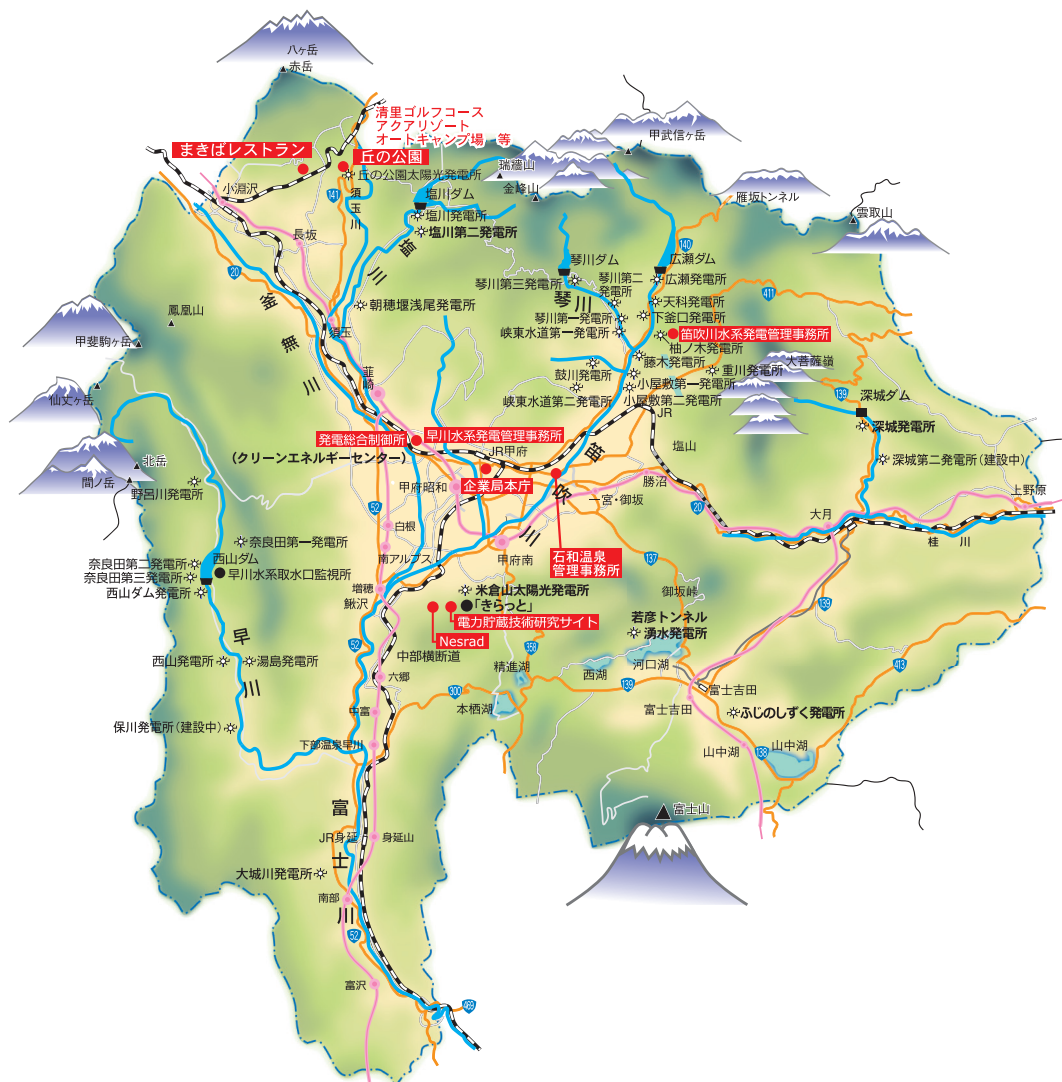 八ヶ岳
赤岳
清里ゴルフコース
アクアリゾート
オートキャンプ場 等
まきばレストラン
丘の公園
丘の公園太陽光発電所
小淵沢
141
須玉川
瑞牆山
金峰山
甲武信ヶ岳
雁坂トンネル
雲取山
塩川ダム
塩川発電所
塩川第二発電所
塩川
長坂
20
釜無川
朝穂堰浅尾発電所
須玉
韮崎
琴川ダム
琴川第三発電所
琴川第二
発電所
琴川
琴川第一発電所
峡東水道第一発電所
140
広瀬ダム
広瀬発電所
天科発電所
下釜口発電所
411
笛吹川水系発電管理事務所
柚ノ木発電所
藤木発電所
大菩薩嶺
重川発電所
鼓川発電所
峡東水道第二発電所
小屋敷第一発電所
小屋敷第二発電所
139
深城ダム
深城発電所
深城第二発電所(建設中)
上野原
鳳凰山
甲斐駒ヶ岳
仙丈ヶ岳
北岳
間ノ岳
野呂川発電所
発電総合制御所
(クリーンエネルギーセンター)
早川水系発電管理事務所
JR甲府
企業局本庁
甲府昭和
JR
塩山
勝沼
一宮・御坂
20
大月
桂川
笛吹川
52
白根
南アルプス
甲府南
石和温泉
管理事務所
137
御坂峠
奈良田第一発電所
西山ダム
奈良田第二発電所
奈良田第三発電所
早川水系取水口監視所
西山ダム発電所
増穂
鰍沢
米倉山太陽光発電所
「きらっと」
電力貯蔵技術研究サイト
Nesrad
若彦トンネル
湧水発電所
139
早川
西山発電所
湯島発電所
52
中部横断道
358
精進湖
西湖
河口湖
139
413
六郷
300
本栖湖
富士吉田
富士吉田
ふじのしずく発電所
保川発電所(建設中)
中富
下部温泉早川
山中湖
138
山中湖
富士山
富士川
JR身延
身延山
大城川発電所
南部
52
富沢
469